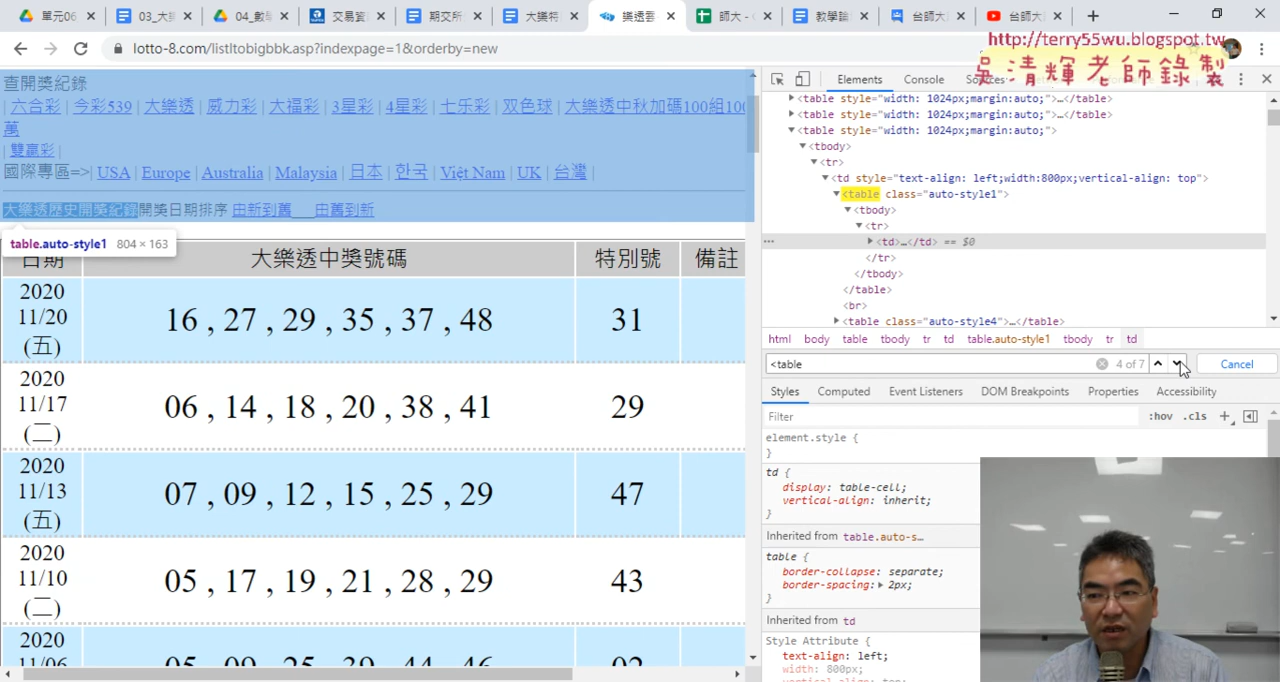 單元06
03_大
04_數
交易資
期交所
大樂特
樂透雲
師大 -
教學論
台師大
台師大
lotto-8.com/listltobigbbk.asp?indexpage=1&orderby=new
http://terry55wu.blogspot.tw
吳清輝老師錄製
查開獎紀錄
| 六合彩 | 今彩539 | 大樂透 | 威力彩 | 大福彩 | 3星彩 | 4星彩 | 七乐彩 | 双色球 | 大樂透中秋加碼100組100
萬
| 雙贏彩 |
國際專區=>| USA | Europe | Australia | Malaysia | 日本 | 한국 | Việt Nam | UK | 台灣 |
大樂透歷史開獎紀錄開獎日期排序 由新到舊 由舊到新
table.auto-style1 804 × 163
日期 大樂透中獎號碼 特別號 備註
2020
11/20
(五)
16 , 27 , 29 , 35 , 37 , 48 31
2020
11/17
(二)
06 , 14 , 18 , 20 , 38 , 41 29
2020
11/13
(五)
07 , 09 , 12 , 15 , 25 , 29 47
2020
11/10
(二)
05 , 17 , 19 , 21 , 28 , 29 43
2020
11/06
Elements Console Sources
<table style="width: 1024px;margin:auto;">…</table>
<table style="width: 1024px;margin:auto;">…</table>
<table style="width: 1024px;margin:auto;">
<tbody>
<tr>
<td style="text-align: left;width:800px;vertical-align: top">
<table class="auto-style1">
<tbody>
<tr>
<td>…</td> == $0
</tr>
</tbody>
</table>
<br>
<table class="auto-style4">…</table>
html body table tbody tr td table.auto-style1 tbody tr td
<table 4 of 7 Cancel
Styles Computed Event Listeners DOM Breakpoints Properties Accessibility
Filter :hov .cls +
element.style {
}
td {
display: table-cell;
vertical-align: inherit;
}
Inherited from table.auto-s…
table {
border-collapse: separate;
border-spacing: 2px;
}
Inherited from td
Style Attribute {
text-align: left;
width: 800px;